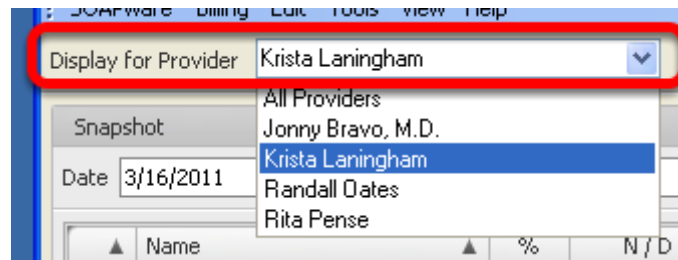 SOAPware Billing Edit Tools View Help
Display for Provider Krista Laningham
All Providers
Snapshot Jonny Bravo, M.D.
Krista Laningham
Date 3/16/2011 Randall Oates
Rita Pense
Name % N / D